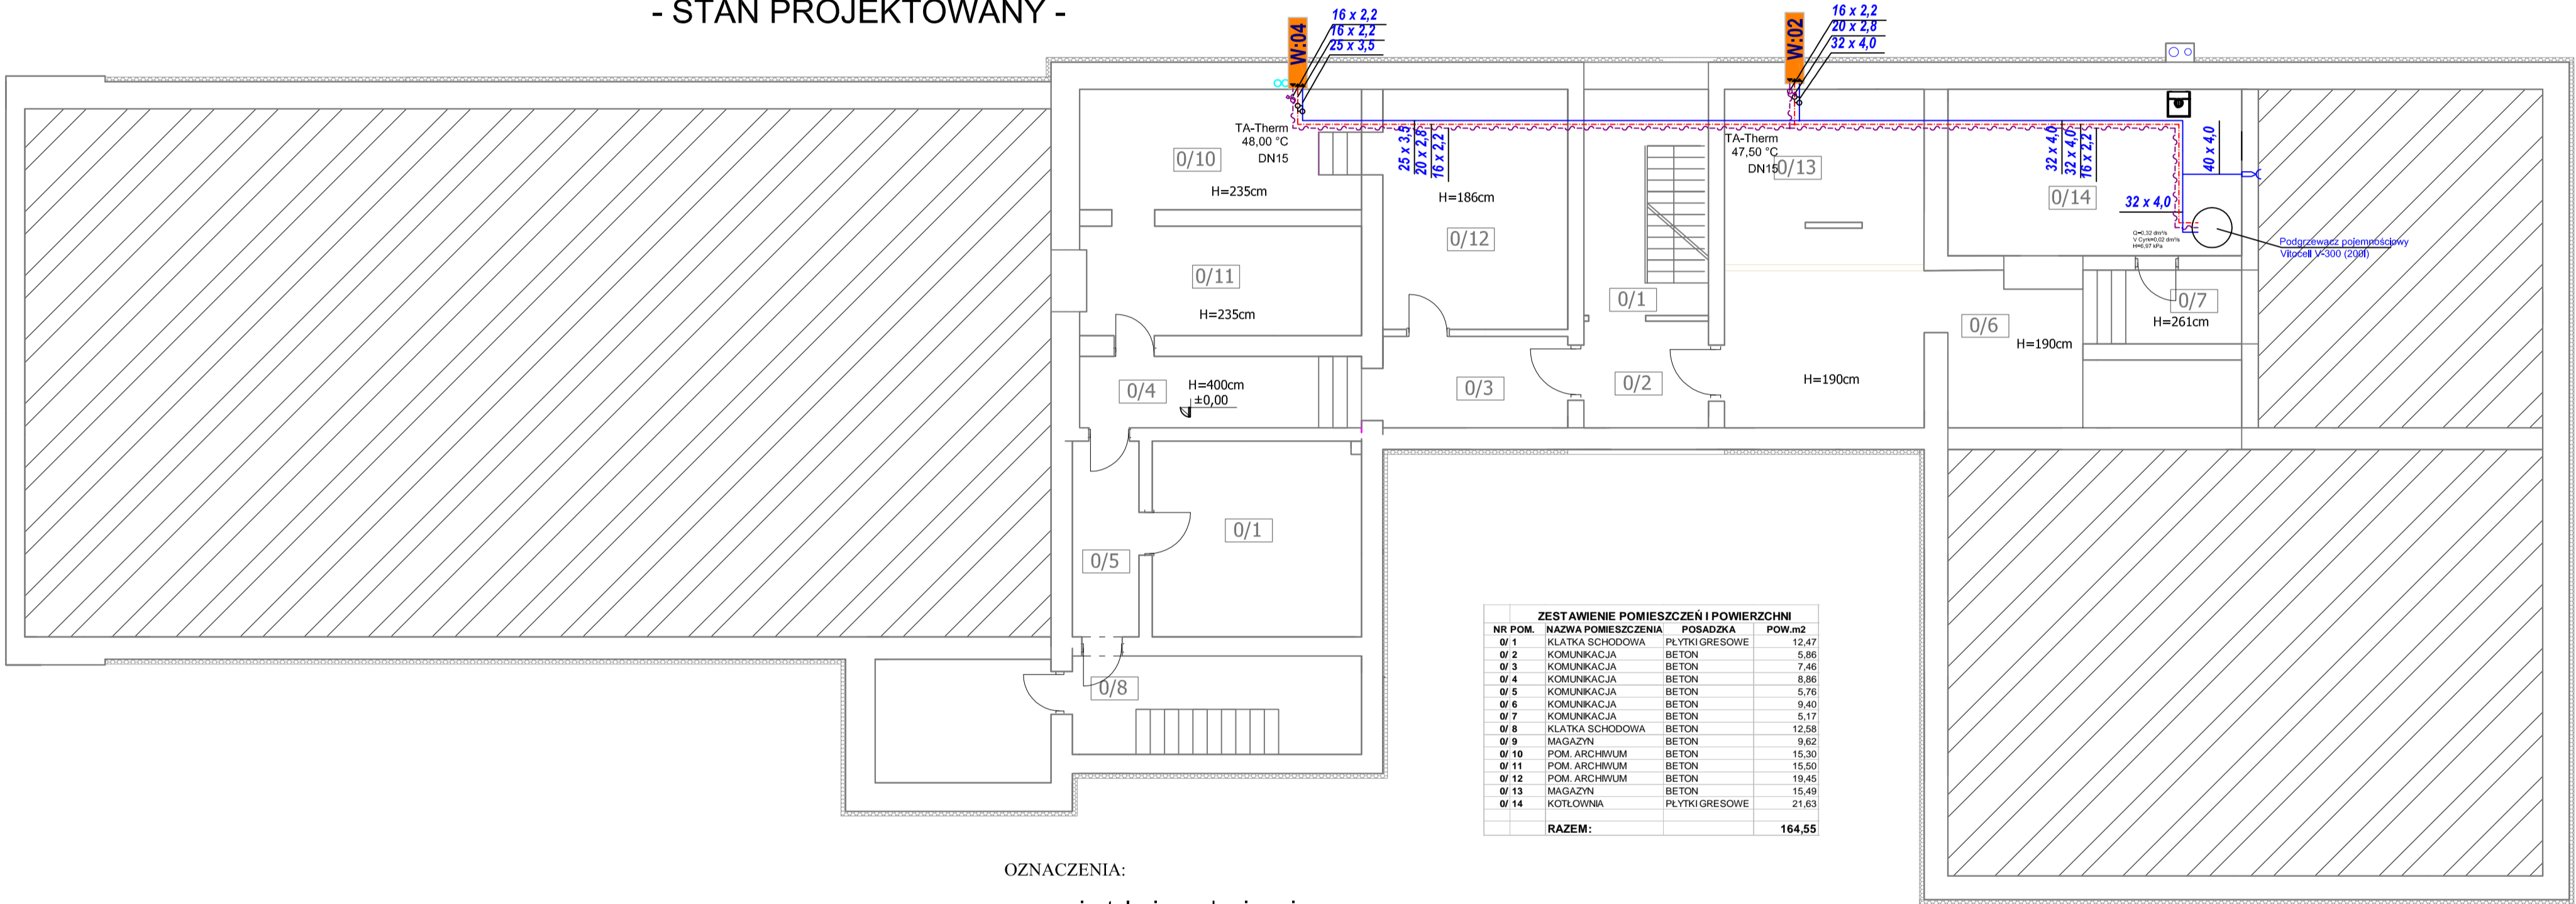 - STAN PROJEKTOWANY -
W:04
16 x 2,2
16 x 2,2
25 x 3,5
W:02
16 x 2,2
20 x 2,8
32 x 4,0
TA-Therm
48,00 °C
DN15
25 x 3,5
20 x 2,8
16 x 2,2
TA-Therm
47,50 °C
DN15
32 x 4,0
32 x 4,0
16 x 2,2
40 x 4,0
32 x 4,0
0/10
H=235cm
H=186cm
0/12
0/13
0/14
Q=0,32 dm³/s
V Cyrk=0,02 dm³/s
H=6,97 kPa
Podgrzewacz pojemnościowy
Vitocell V-300 (200l)
0/11
H=235cm
0/1
0/6
H=190cm
0/7
H=261cm
0/4
H=400cm
±0,00
0/3
0/2
H=190cm
0/1
0/5
0/8
ZESTAWIENIE POMIESZCZEŃ I POWIERZCHNI
NR POM. NAZWA POMIESZCZENIA POSADZKA POW.m2
0/ 1 KLATKA SCHODOWA PŁYTKI GRESOWE 12,47
0/ 2 KOMUNIKACJA BETON 5,86
0/ 3 KOMUNIKACJA BETON 7,46
0/ 4 KOMUNIKACJA BETON 8,86
0/ 5 KOMUNIKACJA BETON 5,76
0/ 6 KOMUNIKACJA BETON 9,40
0/ 7 KOMUNIKACJA BETON 5,17
0/ 8 KLATKA SCHODOWA BETON 12,58
0/ 9 MAGAZYN BETON 9,62
0/ 10 POM. ARCHIWUM BETON 15,30
0/ 11 POM. ARCHIWUM BETON 15,50
0/ 12 POM. ARCHIWUM BETON 19,45
0/ 13 MAGAZYN BETON 15,49
0/ 14 KOTŁOWNIA PŁYTKI GRESOWE 21,63
RAZEM: 164,55
OZNACZENIA: